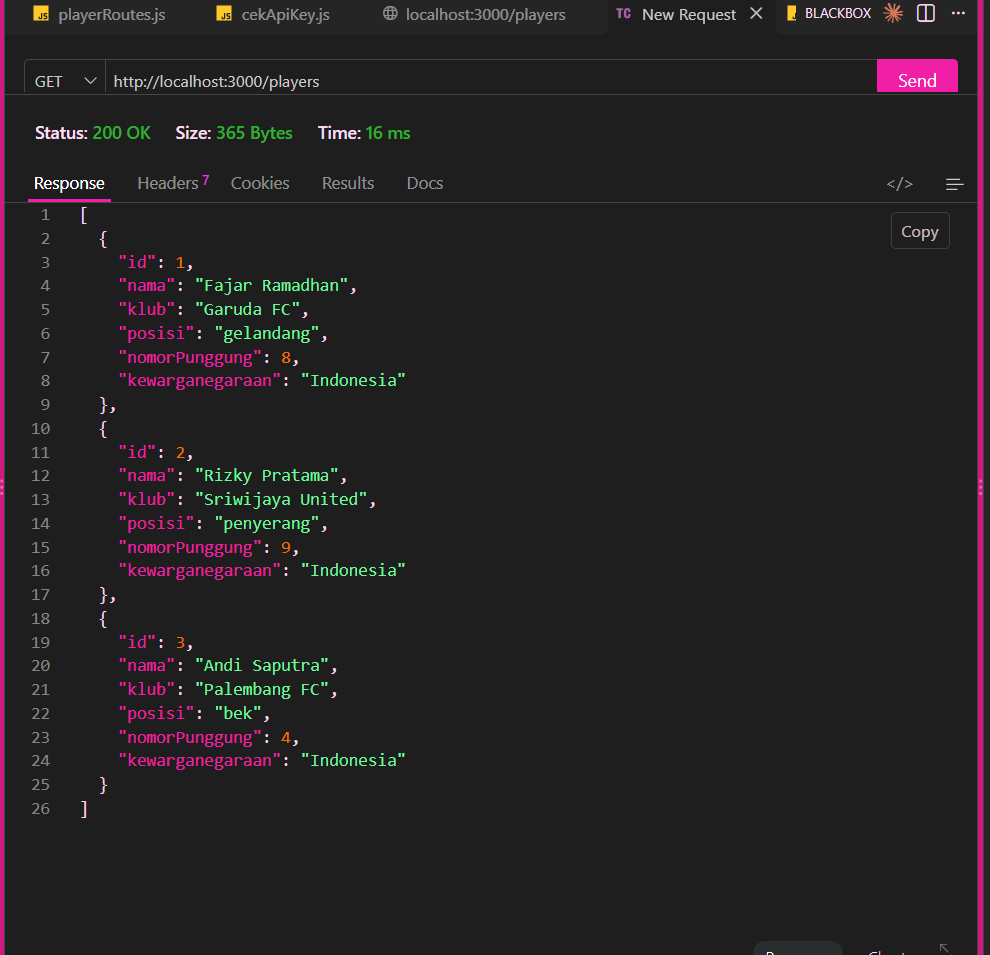 JS playerRoutes.js JS cekApiKey.js localhost:3000/players TC New Request BLACKBOX
GET http://localhost:3000/players Send
Status: 200 OK Size: 365 Bytes Time: 16 ms
Response Headers 7 Cookies Results Docs </>
Copy
1 [
2 {
3 "id": 1,
4 "nama": "Fajar Ramadhan",
5 "klub": "Garuda FC",
6 "posisi": "gelandang",
7 "nomorPunggung": 8,
8 "kewarganegaraan": "Indonesia"
9 },
10 {
11 "id": 2,
12 "nama": "Rizky Pratama",
13 "klub": "Sriwijaya United",
14 "posisi": "penyerang",
15 "nomorPunggung": 9,
16 "kewarganegaraan": "Indonesia"
17 },
18 {
19 "id": 3,
20 "nama": "Andi Saputra",
21 "klub": "Palembang FC",
22 "posisi": "bek",
23 "nomorPunggung": 4,
24 "kewarganegaraan": "Indonesia"
25 }
26 ]